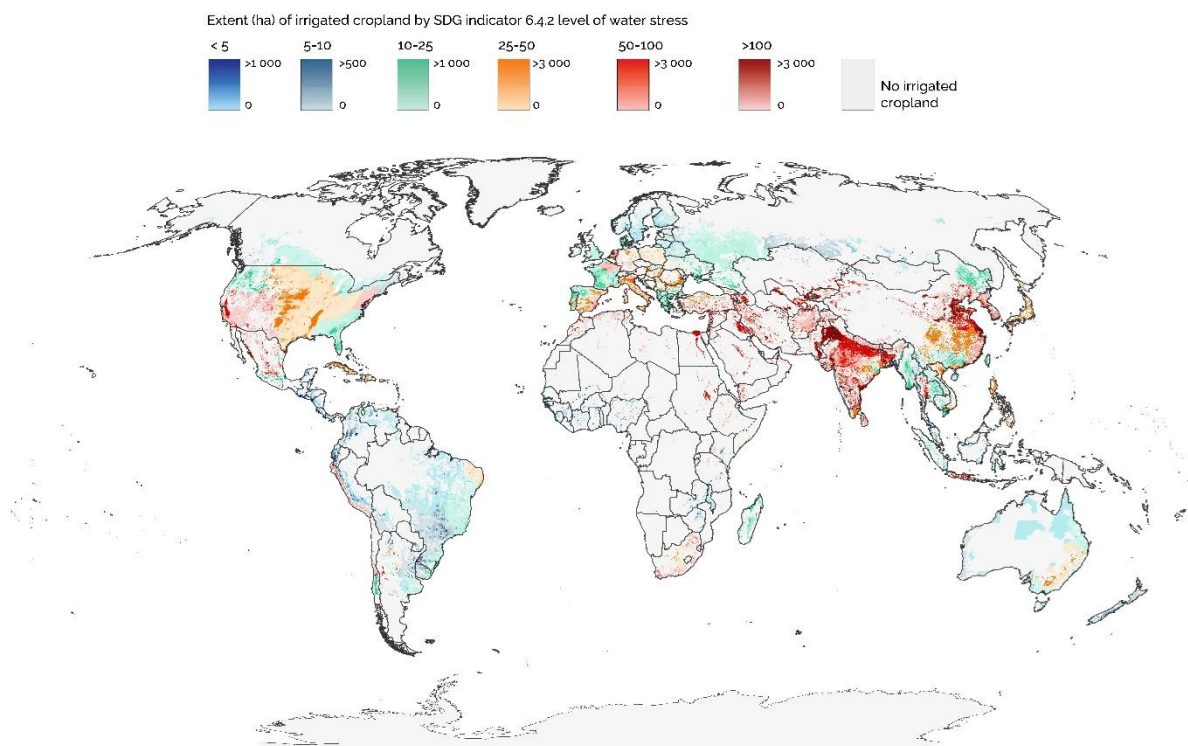 Extent (ha) of irrigated cropland by SDG indicator 6.4.2 level of water stress
< 5 5-10 10-25 25-50 50-100 >100
>1 000 >500 >1 000 >3 000 >3 000 >3 000
No irrigated
cropland
0 0 0 0 0 0